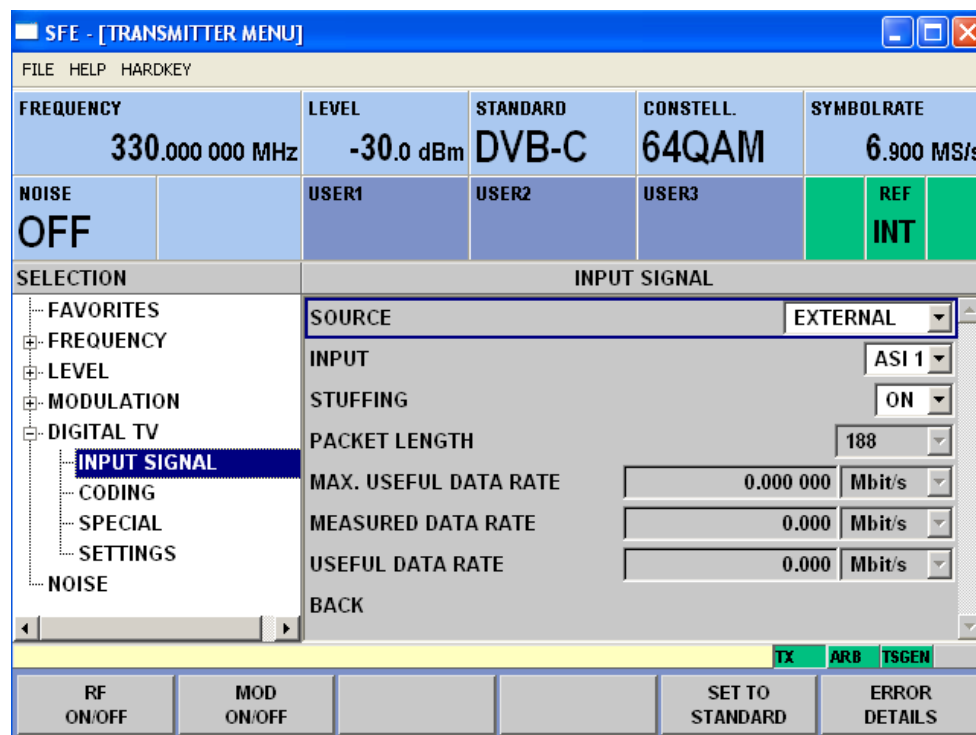 SFE - [TRANSMITTER MENU]
FILE HELP HARDKEY
FREQUENCY LEVEL STANDARD CONSTELL. SYMBOLRATE
330.000 000 MHz -30.0 dBm DVB-C 64QAM 6.900 MS/s
NOISE USER1 USER2 USER3 REF
OFF INT
SELECTION INPUT SIGNAL
FAVORITES
FREQUENCY
LEVEL
MODULATION
DIGITAL TV
INPUT SIGNAL
CODING
SPECIAL
SETTINGS
NOISE
SOURCE EXTERNAL
INPUT ASI 1
STUFFING ON
PACKET LENGTH 188
MAX. USEFUL DATA RATE 0.000 000 Mbit/s
MEASURED DATA RATE 0.000 Mbit/s
USEFUL DATA RATE 0.000 Mbit/s
BACK
TX ARB TSGEN
RF ON/OFF MOD ON/OFF SET TO STANDARD ERROR DETAILS